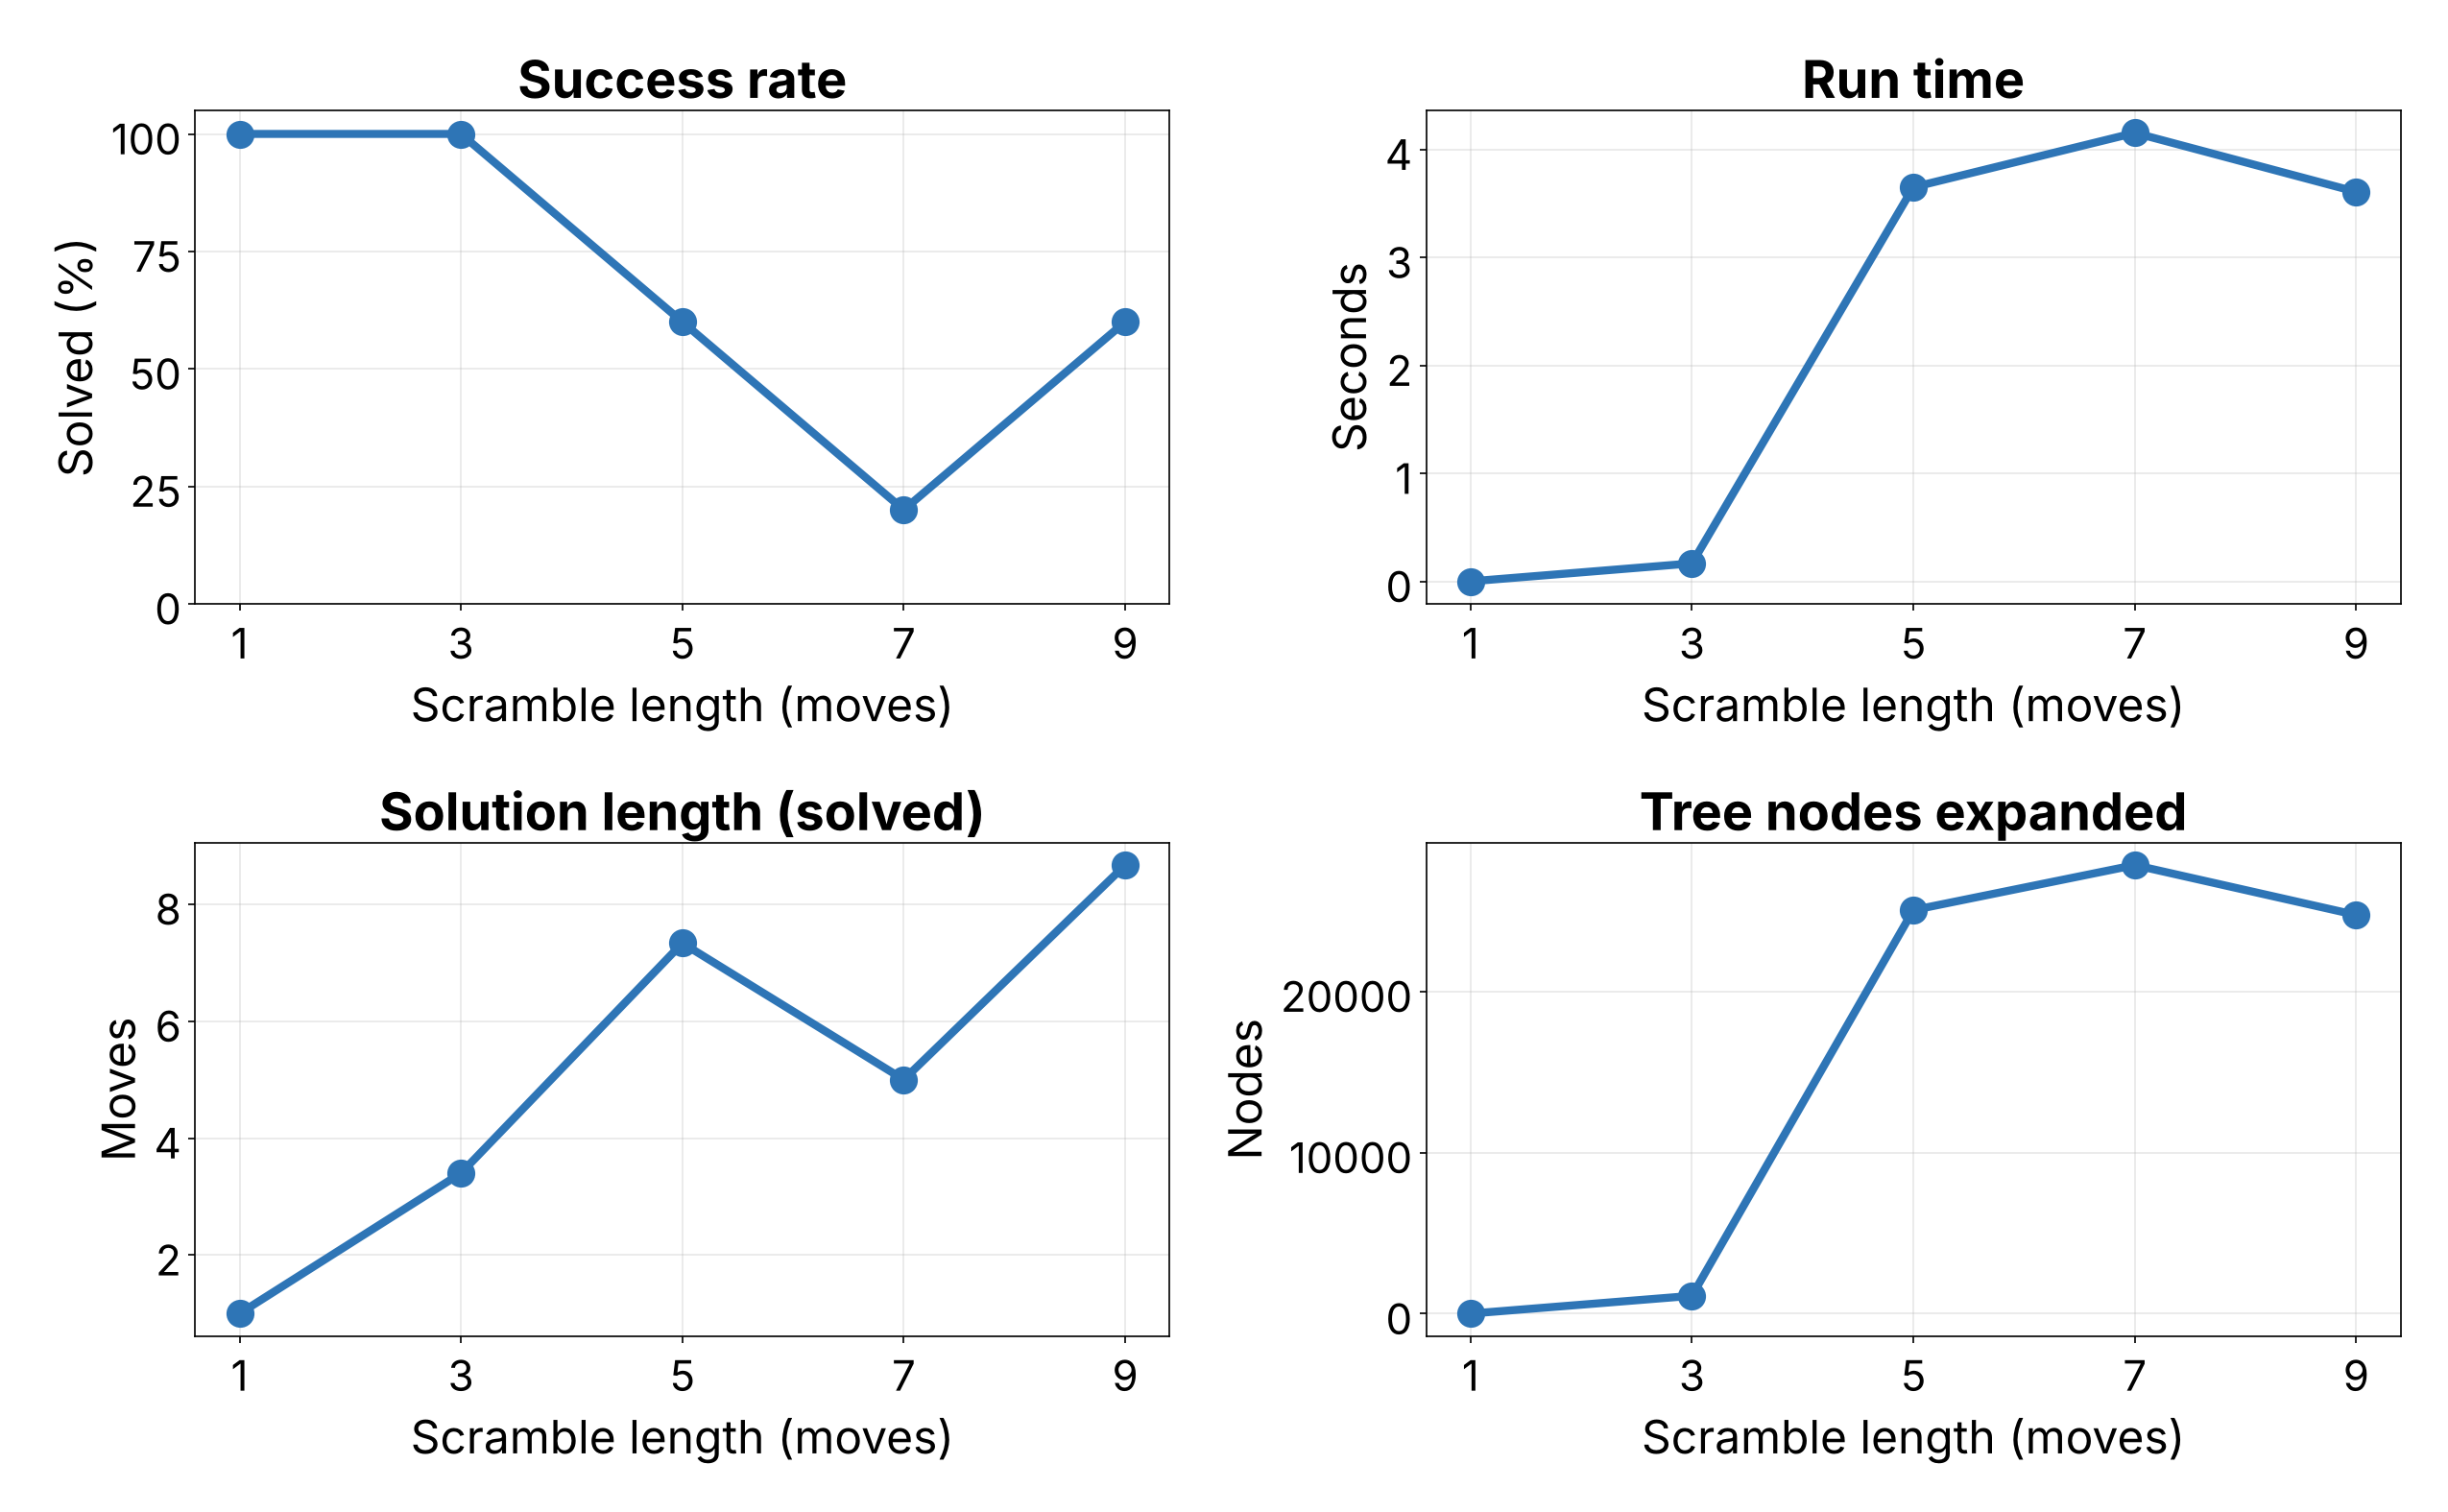 Success rate
Solved (%)
100
75
50
25
0
1 3 5 7 9
Scramble length (moves)
Run time
Seconds
4
3
2
1
0
1 3 5 7 9
Scramble length (moves)
Solution length (solved)
Moves
8
6
4
2
1 3 5 7 9
Scramble length (moves)
Tree nodes expanded
Nodes
20000
10000
0
1 3 5 7 9
Scramble length (moves)